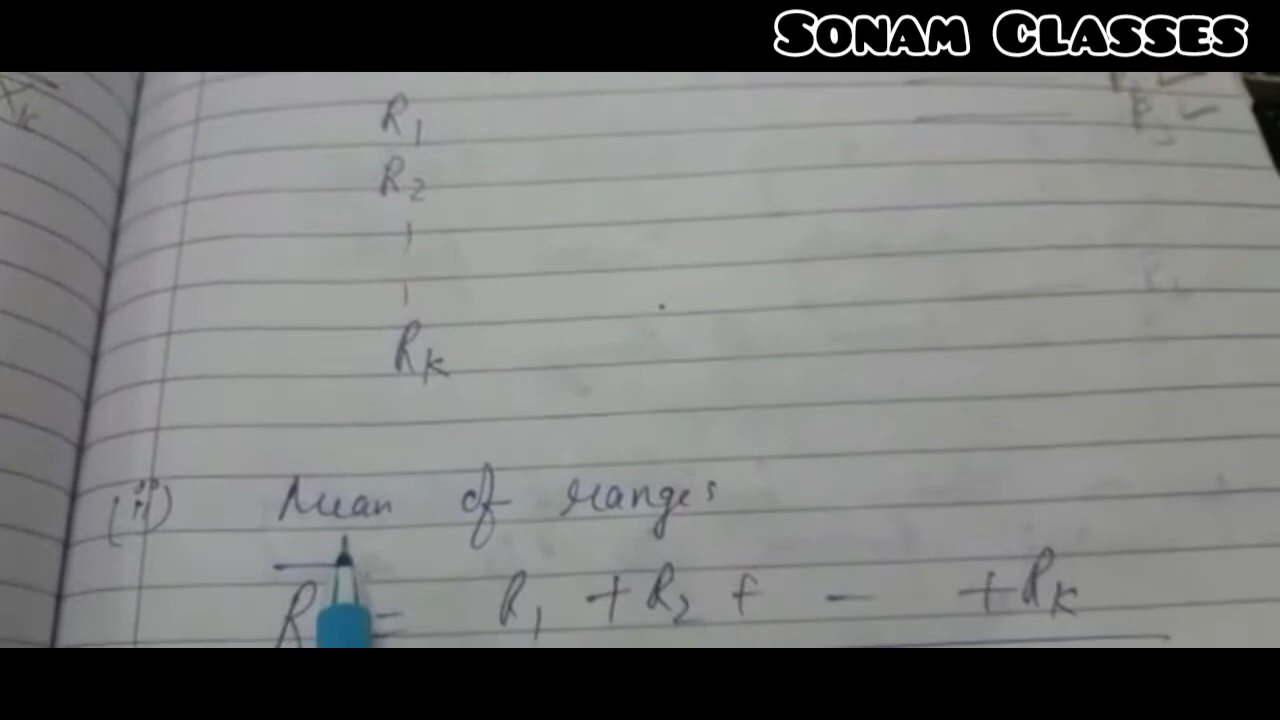 SONAM CLASSES
R1
R2
RK
(ii) Mean of ranges
R̅ = R1 + R2 + - + RK